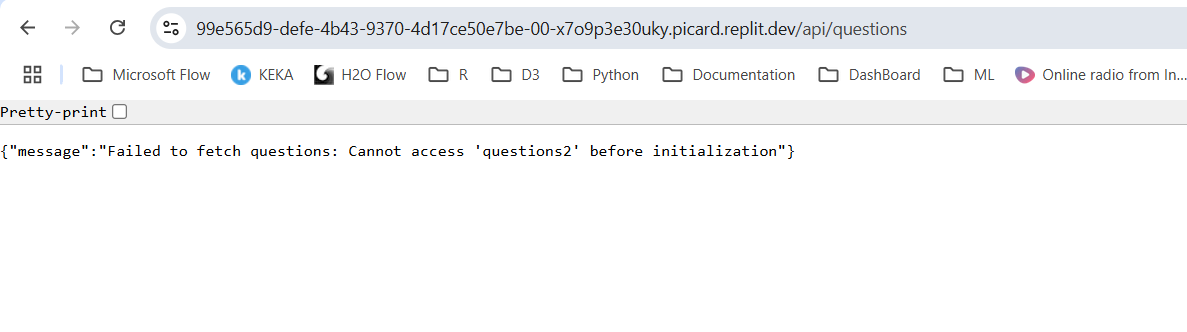 99e565d9-defe-4b43-9370-4d17ce50e7be-00-x7o9p3e30uky.picard.replit.dev/api/questions
Microsoft Flow KEKA H2O Flow R D3 Python Documentation DashBoard ML Online radio from In...
Pretty-print
{"message":"Failed to fetch questions: Cannot access 'questions2' before initialization"}